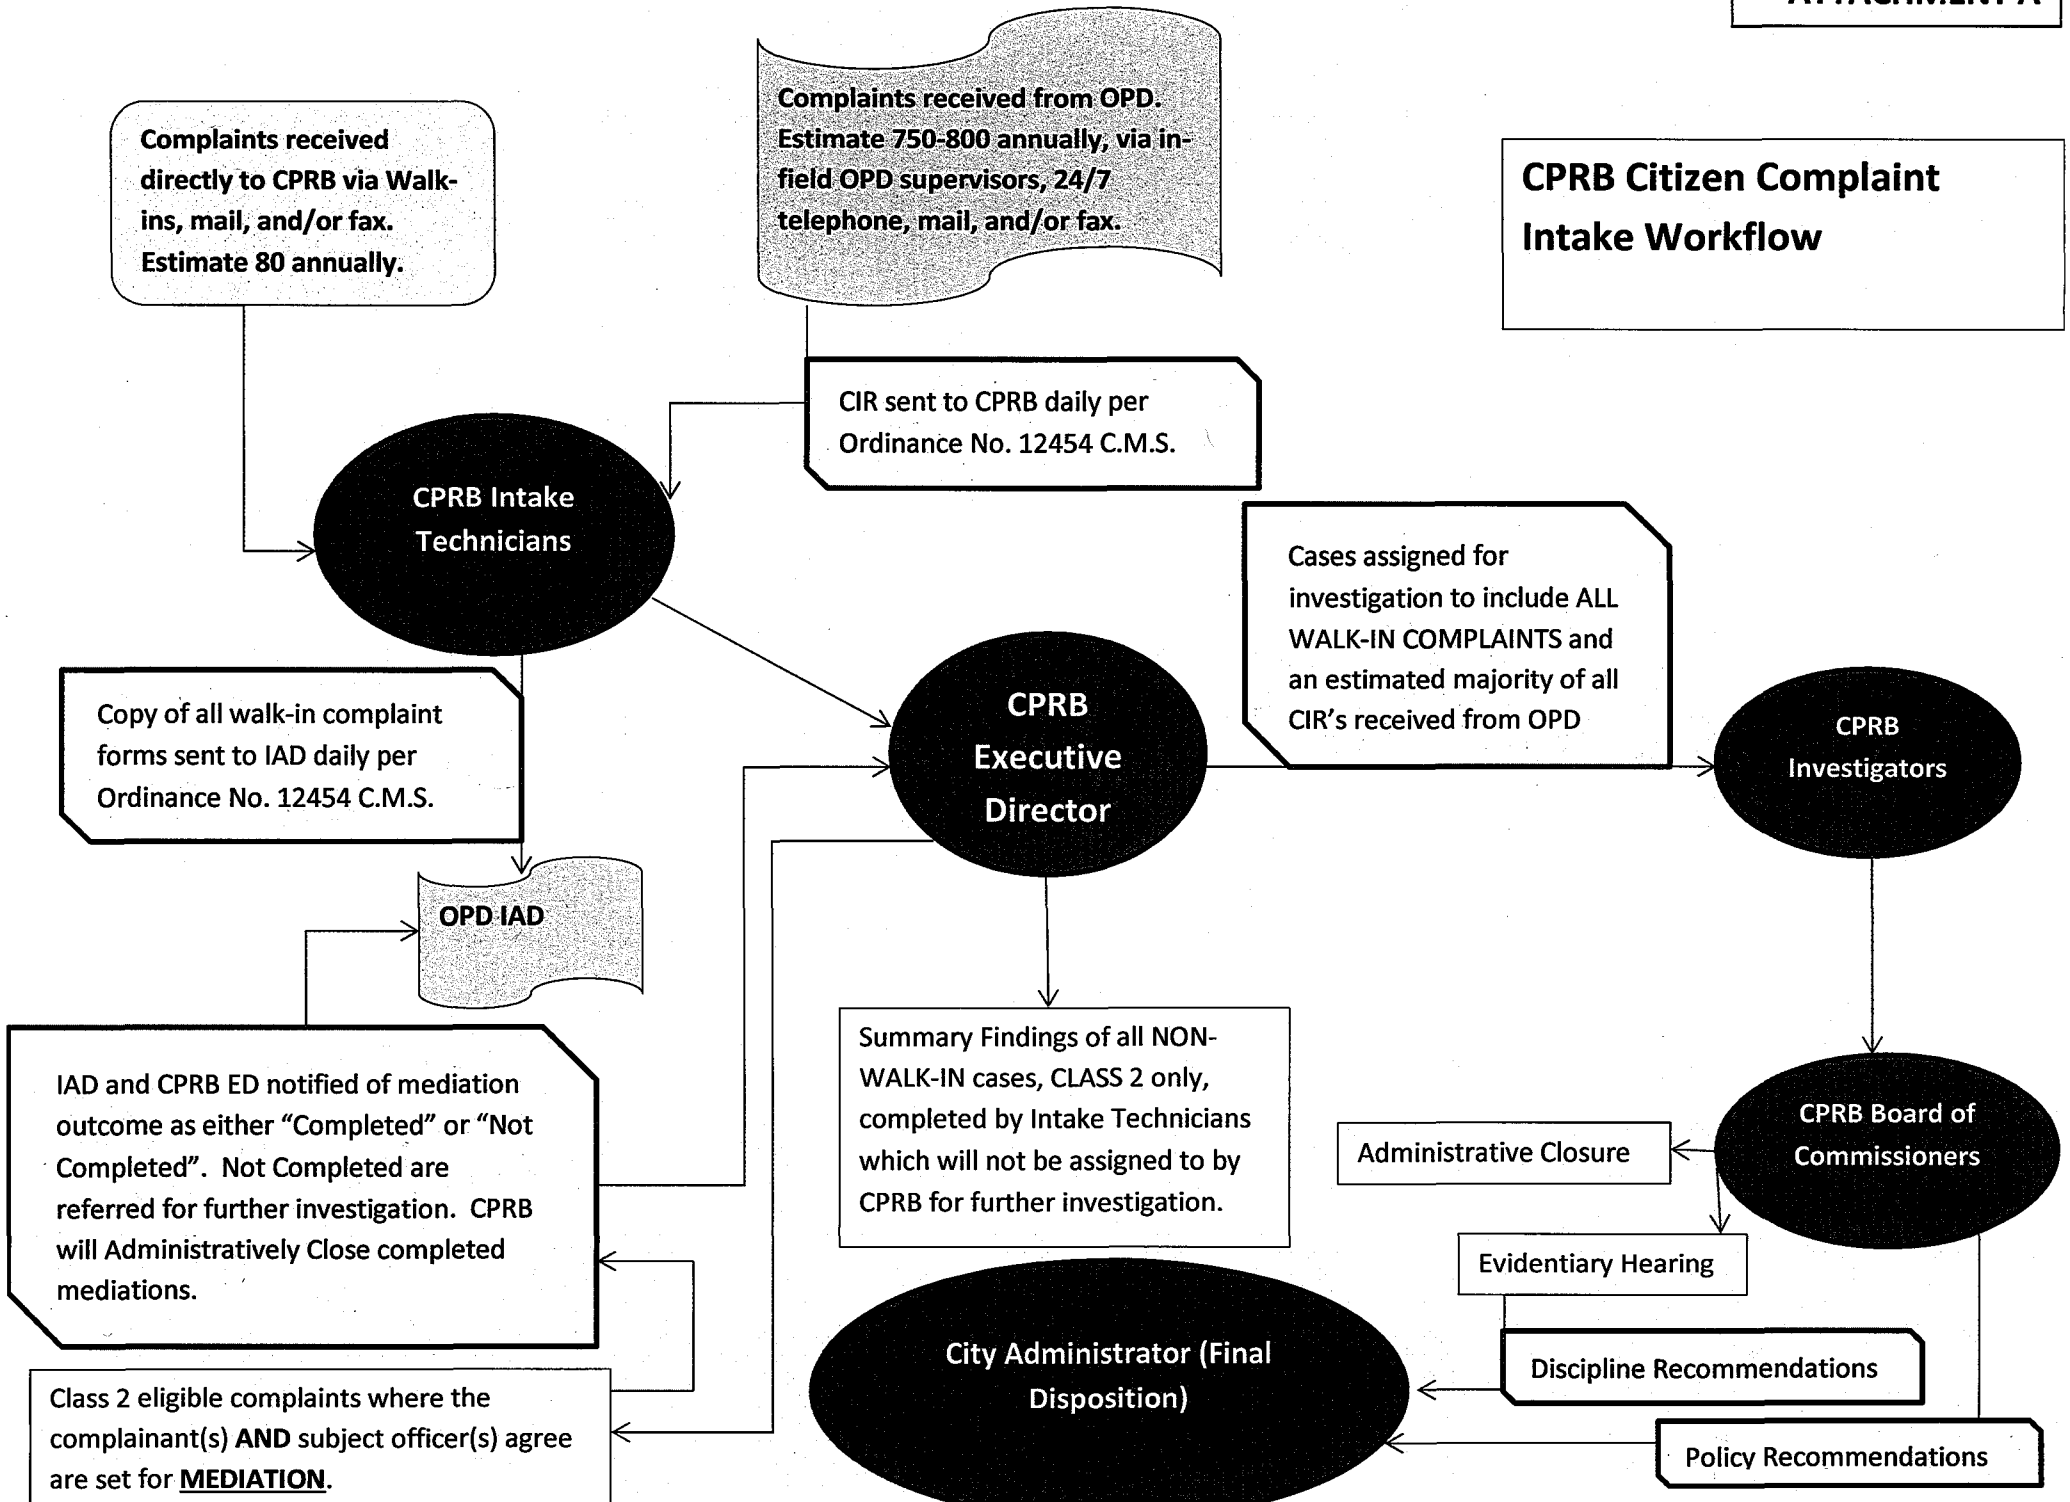 ATTACHMENT A
Complaints received from OPD.
Estimate 750-800 annually, via in-
field OPD supervisors, 24/7
telephone, mail, and/or fax.
Complaints received
directly to CPRB via Walk-
ins, mail, and/or fax.
Estimate 80 annually.
CPRB Citizen Complaint
Intake Workflow
CIR sent to CPRB daily per
Ordinance No. 12454 C.M.S.
CPRB Intake
Technicians
Cases assigned for
investigation to include ALL
WALK-IN COMPLAINTS and
an estimated majority of all
CIR's received from OPD
Copy of all walk-in complaint
forms sent to IAD daily per
Ordinance No. 12454 C.M.S.
CPRB
Executive
Director
CPRB
Investigators
OPD IAD
Summary Findings of all NON-
WALK-IN cases, CLASS 2 only,
completed by Intake Technicians
which will not be assigned to by
CPRB for further investigation.
IAD and CPRB ED notified of mediation
outcome as either “Completed” or “Not
Completed”. Not Completed are
referred for further investigation. CPRB
will Administratively Close completed
mediations.
CPRB Board of
Commissioners
Administrative Closure
Evidentiary Hearing
City Administrator (Final
Disposition)
Discipline Recommendations
Policy Recommendations
Class 2 eligible complaints where the
complainant(s) AND subject officer(s) agree
are set for MEDIATION.